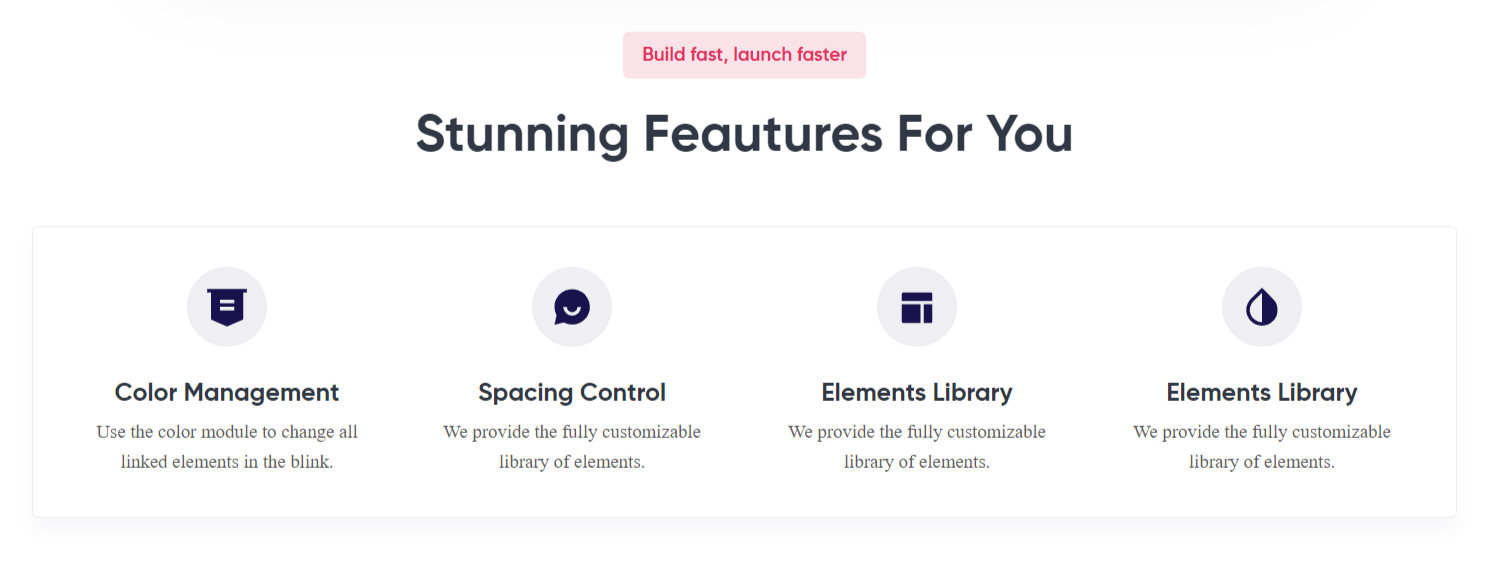 Build fast, launch faster
Stunning Feautures For You
Color Management
Use the color module to change all
linked elements in the blink.
Spacing Control
We provide the fully customizable
library of elements.
Elements Library
We provide the fully customizable
library of elements.
Elements Library
We provide the fully customizable
library of elements.